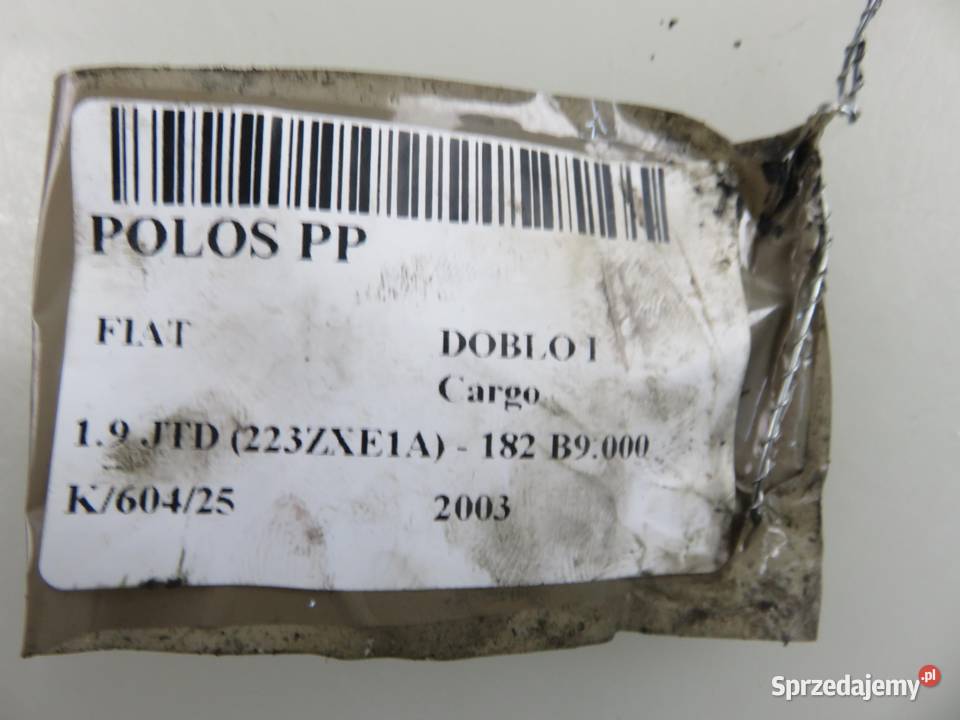 POLOS PP
FIAT DOBLO I
Cargo
1.9 JTD (223ZXE1A) - 182 B9.000
K/604/25 2003
Sprzedajemy.pl